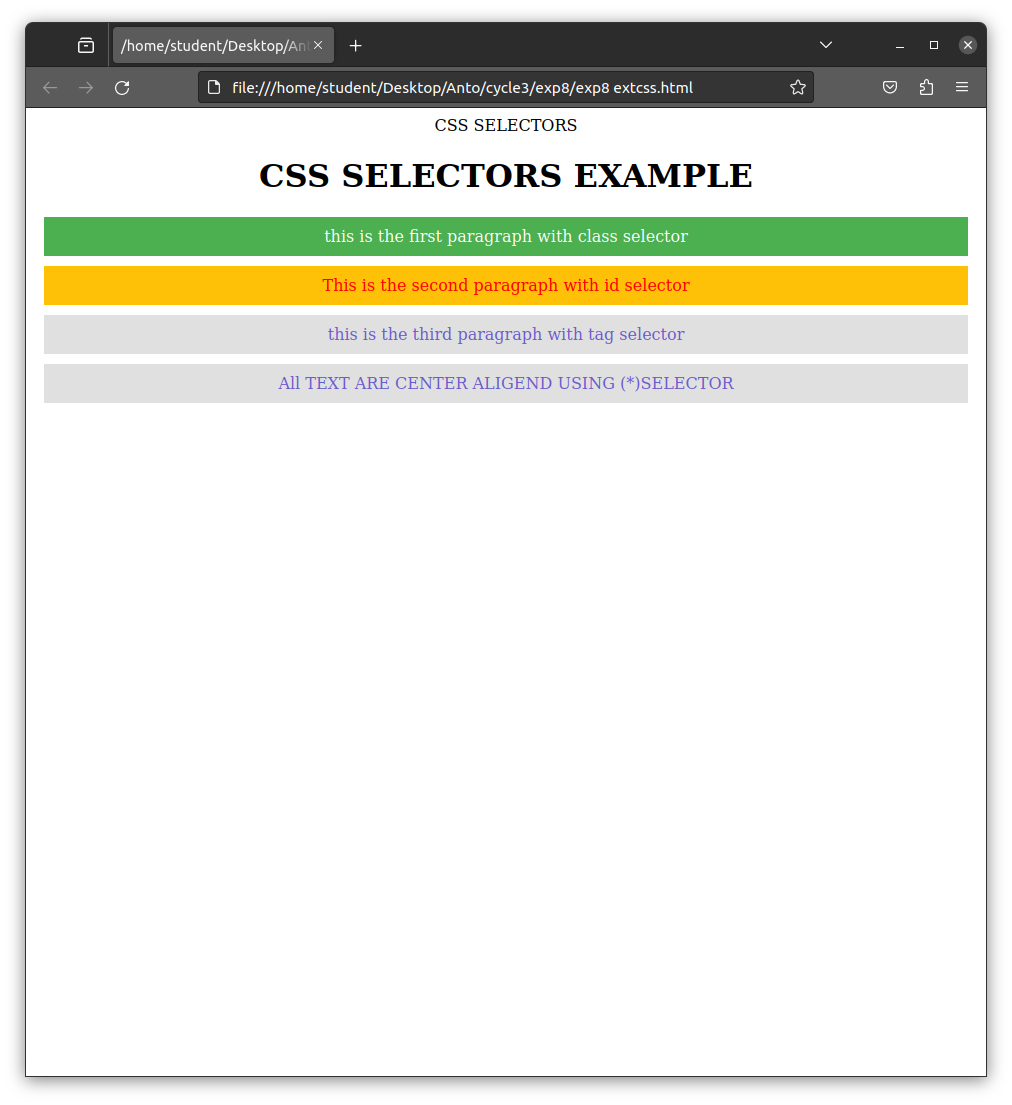 /home/student/Desktop/Ant
file:///home/student/Desktop/Anto/cycle3/exp8/exp8 extcss.html
CSS SELECTORS
CSS SELECTORS EXAMPLE
this is the first paragraph with class selector
This is the second paragraph with id selector
this is the third paragraph with tag selector
All TEXT ARE CENTER ALIGEND USING (*)SELECTOR